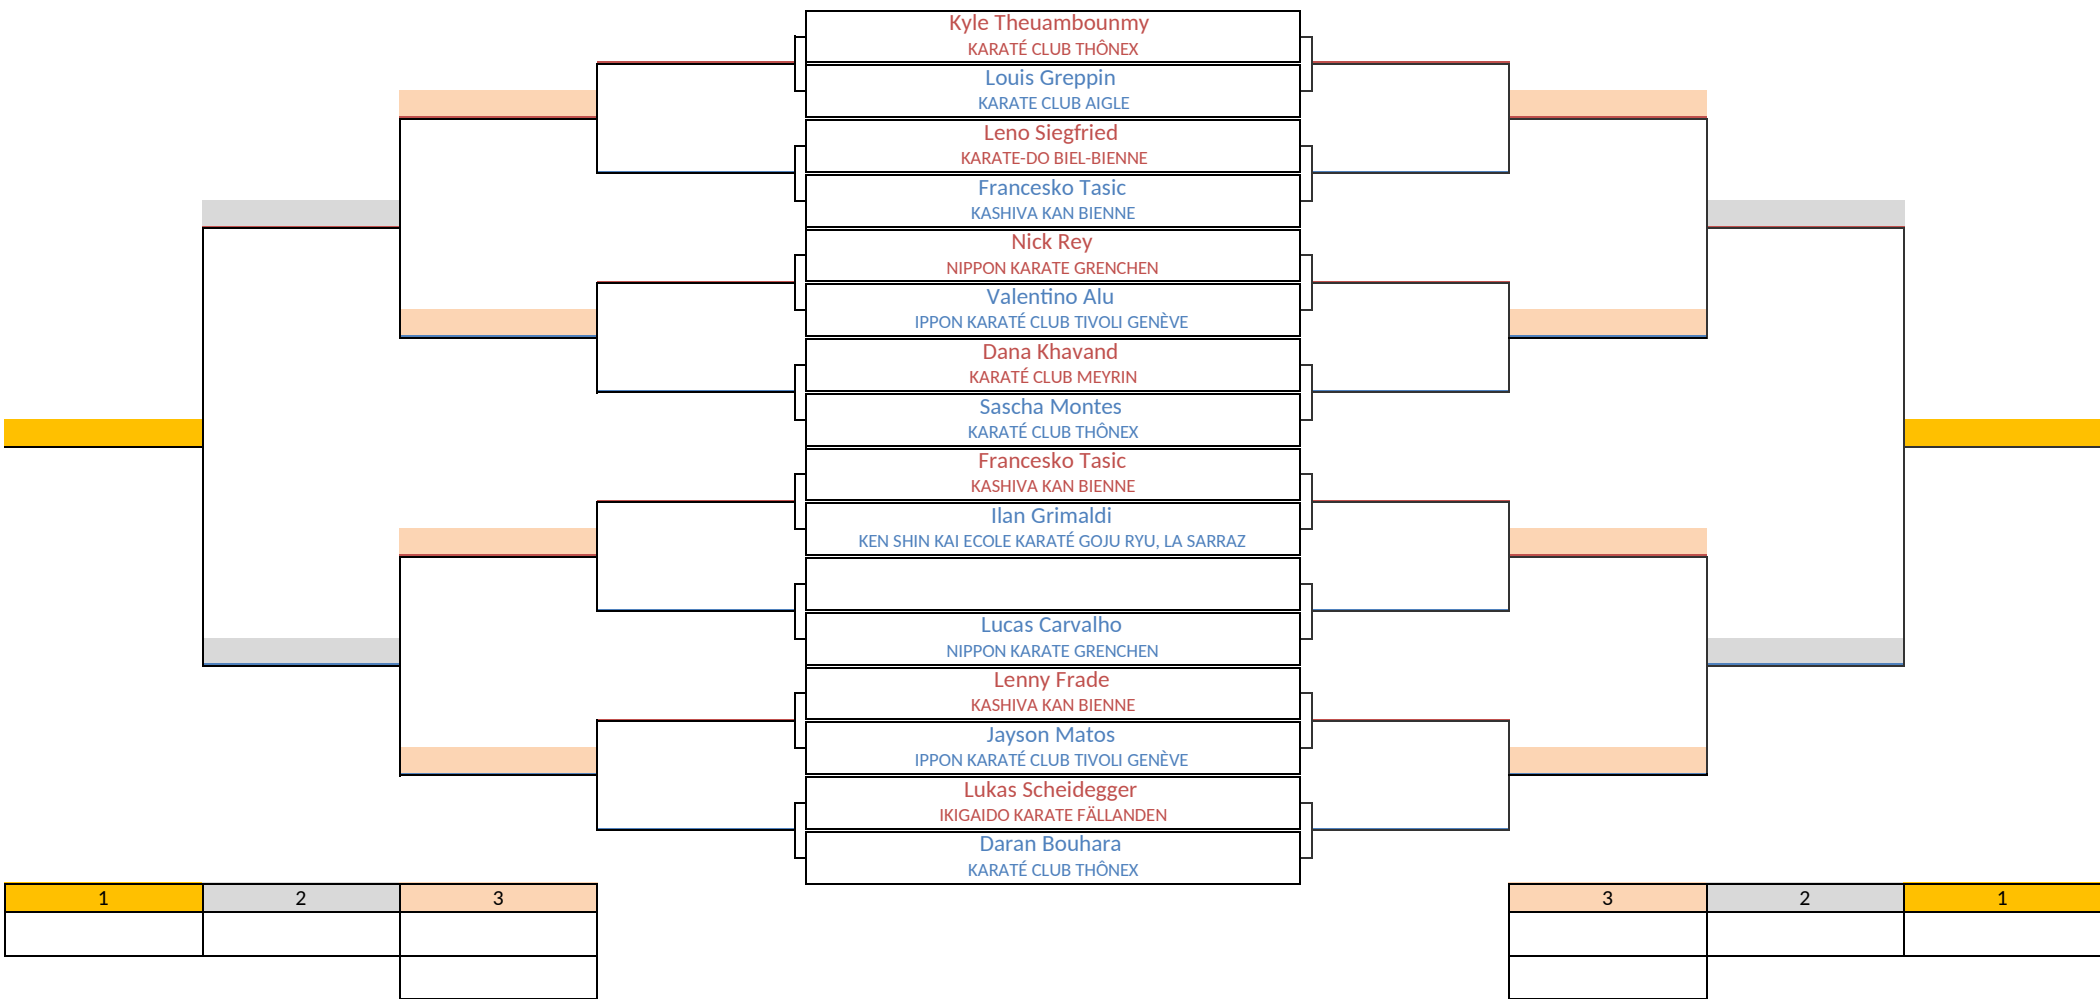 Kyle Theuambounmy
KARATÉ CLUB THÔNEX
Louis Greppin
KARATE CLUB AIGLE
Leno Siegfried
KARATE-DO BIEL-BIENNE
Francesko Tasic
KASHIVA KAN BIENNE
Nick Rey
NIPPON KARATE GRENCHEN
Valentino Alu
IPPON KARATÉ CLUB TIVOLI GENÈVE
Dana Khavand
KARATÉ CLUB MEYRIN
Sascha Montes
KARATÉ CLUB THÔNEX
Francesko Tasic
KASHIVA KAN BIENNE
Ilan Grimaldi
KEN SHIN KAI ECOLE KARATÉ GOJU RYU, LA SARRAZ
Lucas Carvalho
NIPPON KARATE GRENCHEN
Lenny Frade
KASHIVA KAN BIENNE
Jayson Matos
IPPON KARATÉ CLUB TIVOLI GENÈVE
Lukas Scheidegger
IKIGAIDO KARATE FÄLLANDEN
Daran Bouhara
KARATÉ CLUB THÔNEX
1 2 3 3 2 1